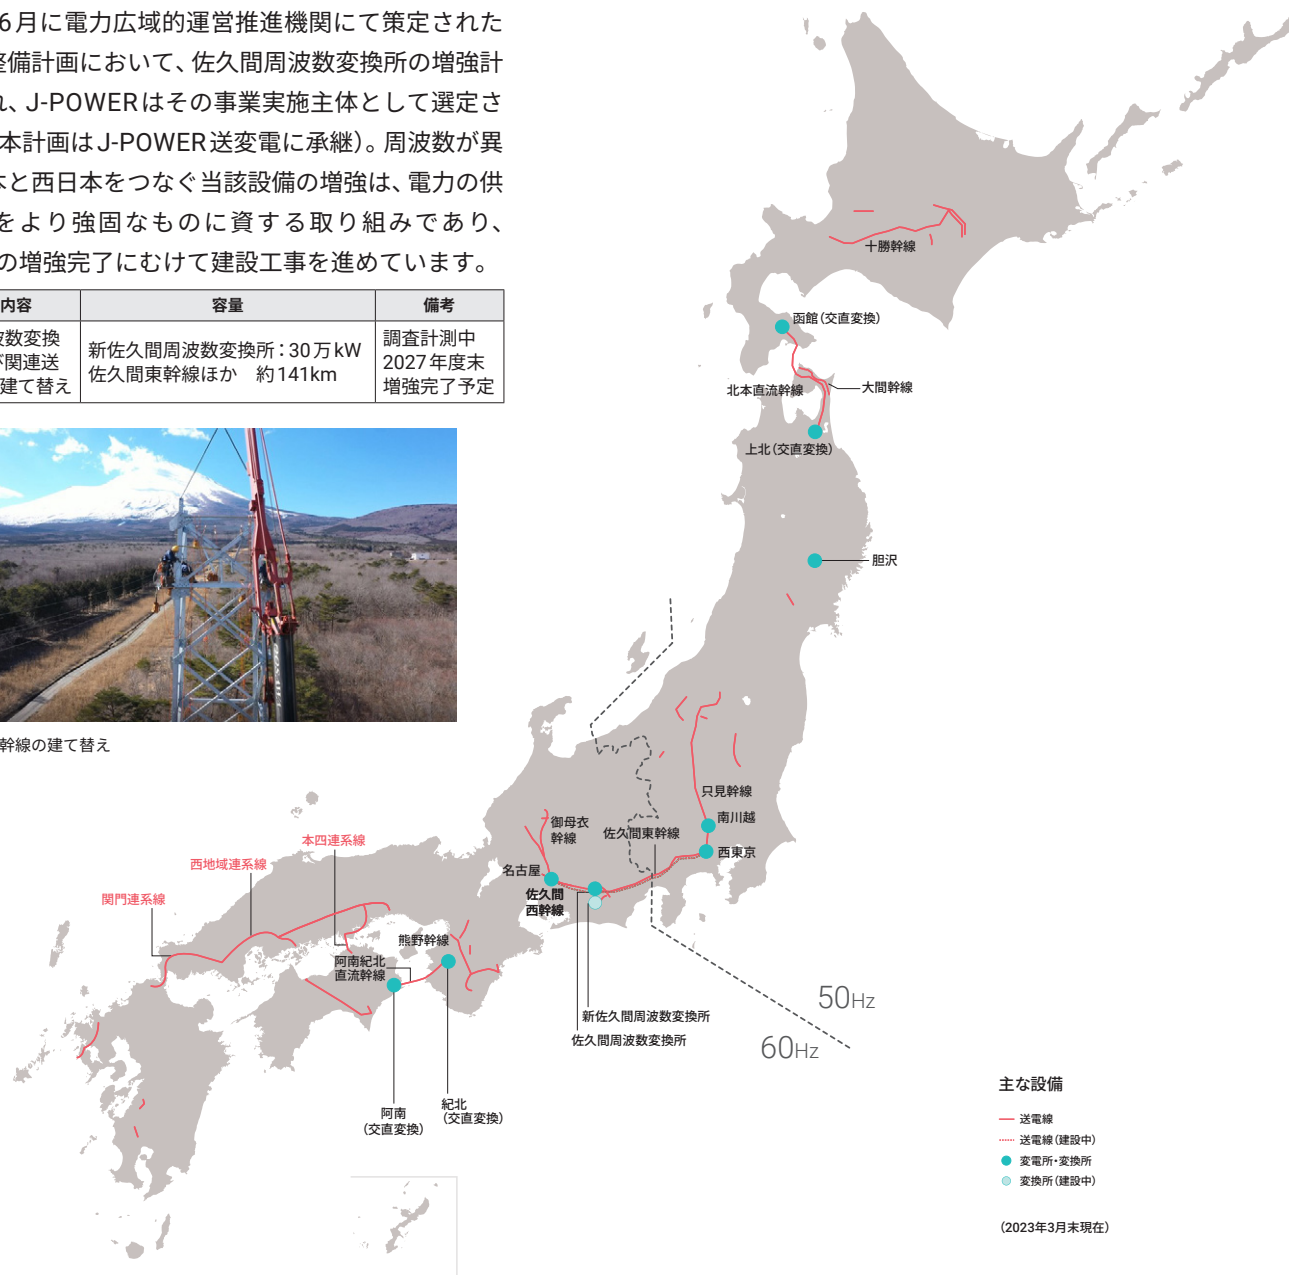 6月に電力広域的運営推進機関にて策定された
整備計画において、佐久間周波数変換所の増強計
れ、J-POWERはその事業実施主体として選定さ
本計画はJ-POWER送変電に承継）。周波数が異
本と西日本をつなぐ当該設備の増強は、電力の供
をより強固なものに資する取り組みであり、
の増強完了にむけて建設工事を進めています。
内容 容量 備考
波数変換
び関連送
建て替え
新佐久間周波数変換所：30万kW
佐久間東幹線ほか　約141km
調査計測中
2027年度末
増強完了予定
幹線の建て替え
十勝幹線
函館（交直変換）
北本直流幹線
大間幹線
上北（交直変換）
胆沢
只見幹線
南川越
西東京
佐久間東幹線
御母衣
幹線
名古屋
佐久間
西幹線
本四連系線
西地域連系線
関門連系線
熊野幹線
阿南紀北
直流幹線
新佐久間周波数変換所
佐久間周波数変換所
50Hz
60Hz
阿南
（交直変換）
紀北
（交直変換）
主な設備
送電線
送電線（建設中）
変電所・変換所
変換所（建設中）
（2023年3月末現在）